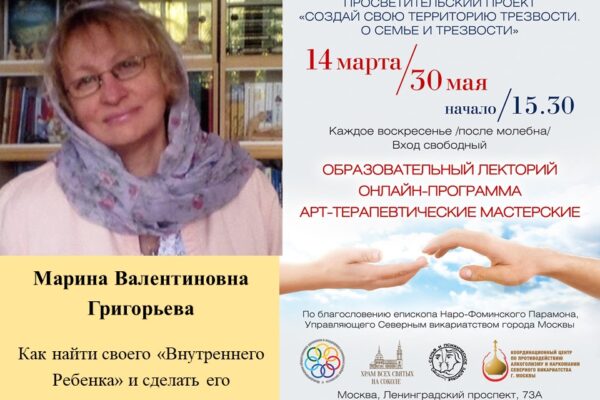 Марина Валентиновна
Григорьева
Как найти своего «Внутреннего
Ребенка» и сделать его
ПРОСВЕТИТЕЛЬСКИЙ ПРОЕКТ
«СОЗДАЙ СВОЮ ТЕРРИТОРИЮ ТРЕЗВОСТИ.
О СЕМЬЕ И ТРЕЗВОСТИ»
14 марта/30 мая
начало/15.30
Каждое воскресенье /после молебна/
Вход свободный
ОБРАЗОВАТЕЛЬНЫЙ ЛЕКТОРИЙ
ОНЛАЙН-ПРОГРАММА
АРТ-ТЕРАПЕВТИЧЕСКИЕ МАСТЕРСКИЕ
По благословению епископа Наро-Фоминского Парамона,
Управляющего Северным викариатством города Москвы
ХРАМ ВСЕХ СВЯТЫХ
НА СОКОЛЕ
КООРДИНАЦИОННЫЙ ЦЕНТР
ПО ПРОТИВОДЕЙСТВИЮ
АЛКОГОЛИЗМУ И НАРКОМАНИИ
СЕВЕРНОГО ВИКАРИАТСТВА
Г. МОСКВЫ
Москва, Ленинградский проспект, 73А